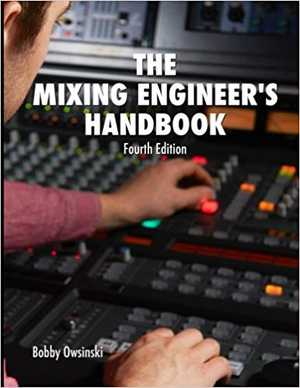 THE
MIXING ENGINEER'S
HANDBOOK
Fourth Edition
Bobby Owsinski